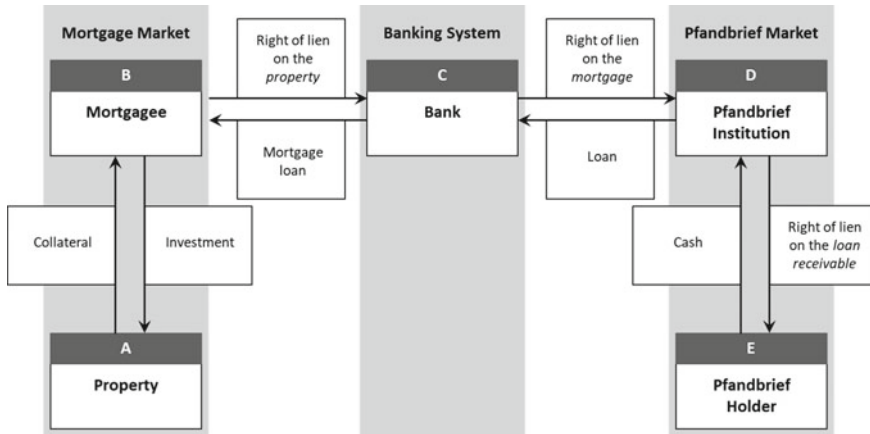 Mortgage Market
Banking System
Pfandbrief Market
Right of lien
on the
property
Right of lien
on the
mortgage
B
Mortgagee
C
Bank
D
Pfandbrief
Institution
Mortgage
loan
Loan
Collateral
Investment
Cash
Right of lien
on the loan
receivable
A
Property
E
Pfandbrief
Holder